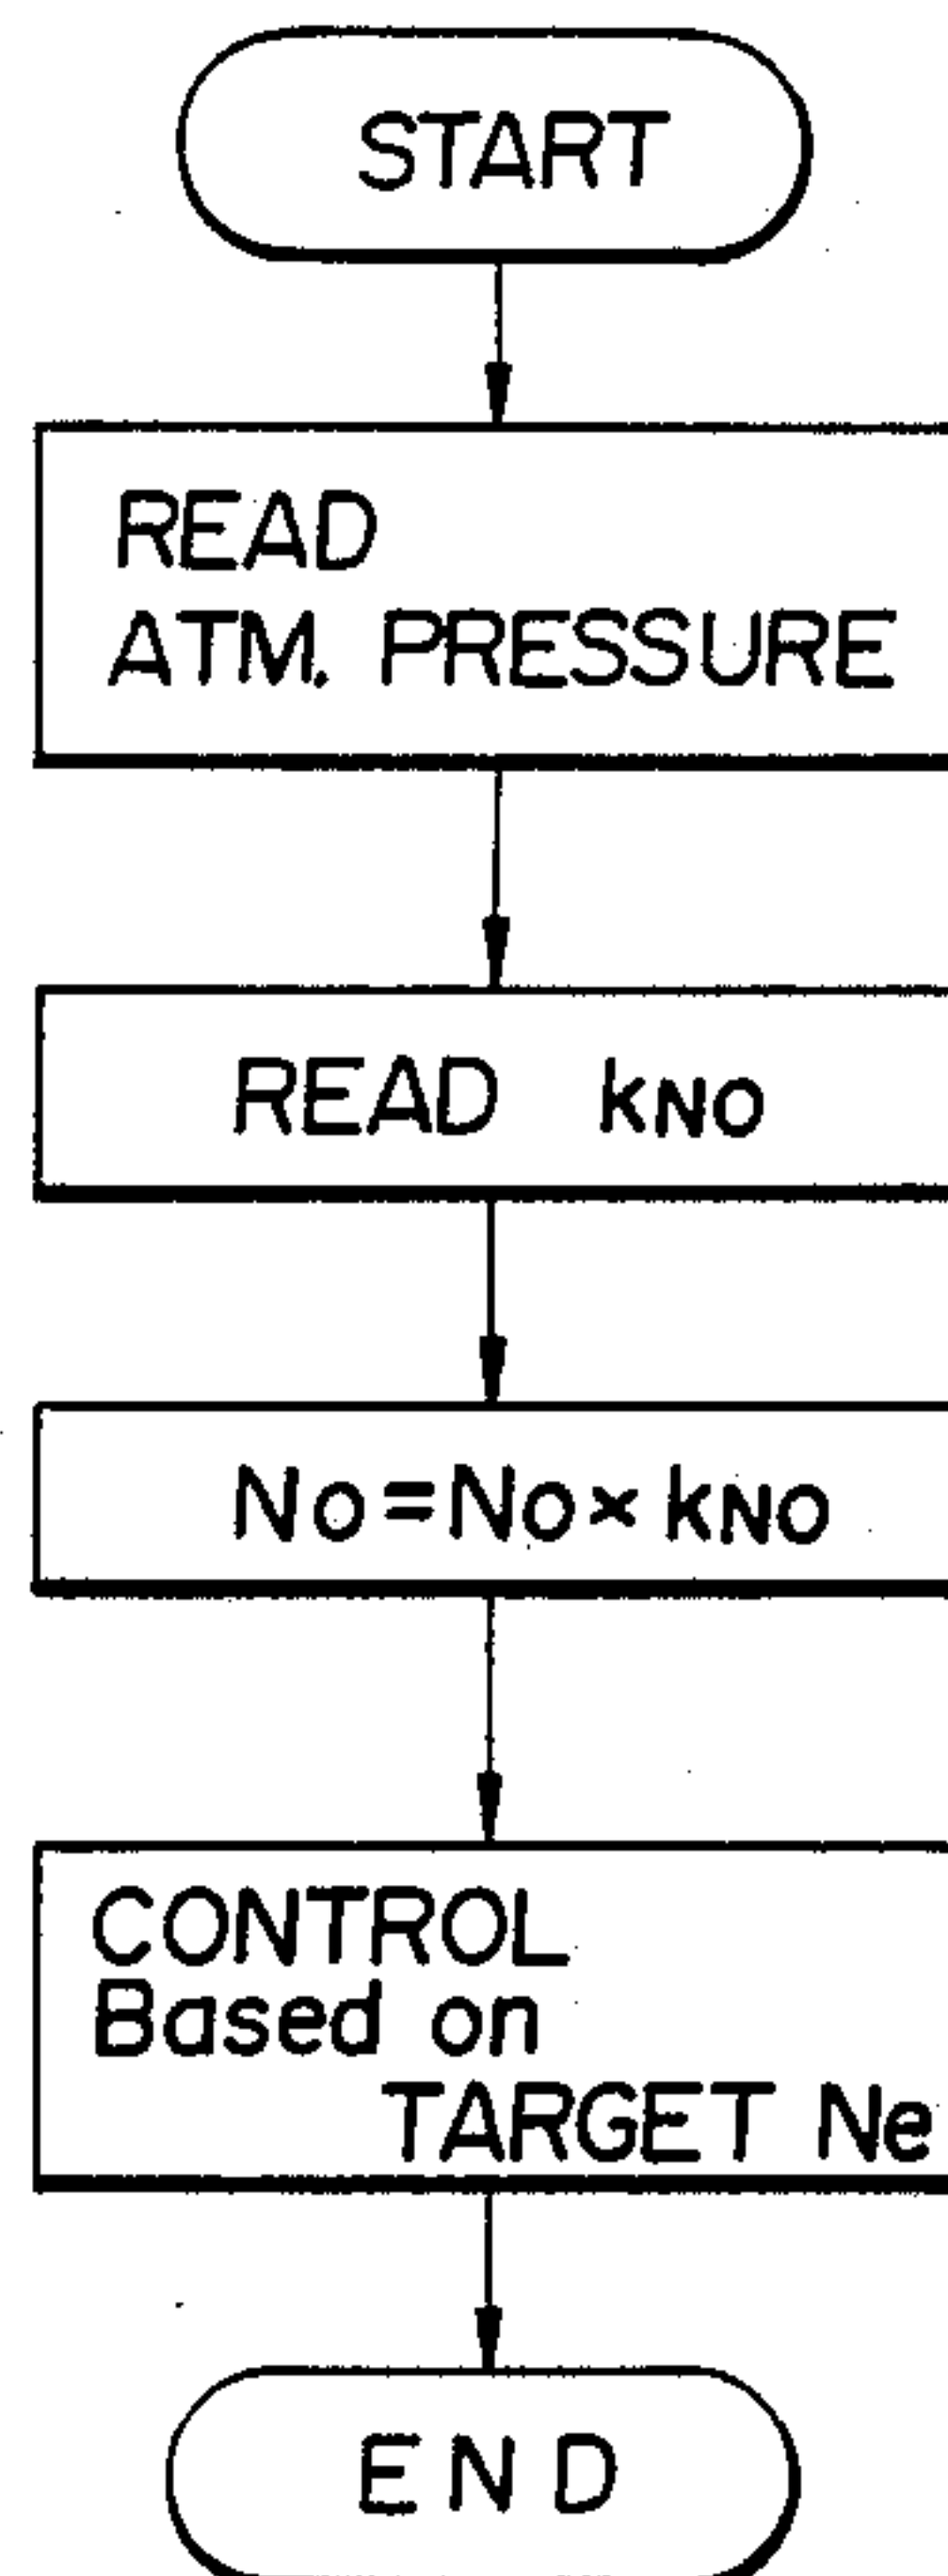 START
READ
ATM. PRESSURE
READ kNO
No=No×kNO
CONTROL
Based on
TARGET Ne
END